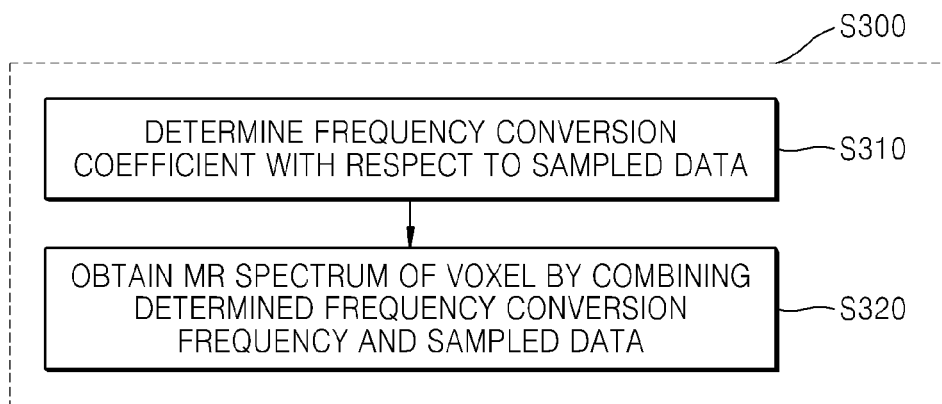 S300
DETERMINE FREQUENCY CONVERSION
COEFFICIENT WITH RESPECT TO SAMPLED DATA
S310
OBTAIN MR SPECTRUM OF VOXEL BY COMBINING
DETERMINED FREQUENCY CONVERSION
FREQUENCY AND SAMPLED DATA
S320